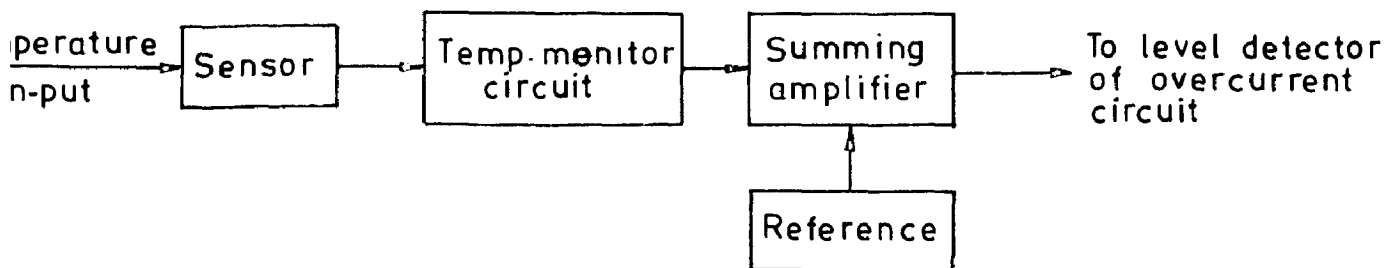 perature
n-put
Sensor
Temp. monitor
circuit
Summing
amplifier
To level detector
of overcurrent
circuit
Reference